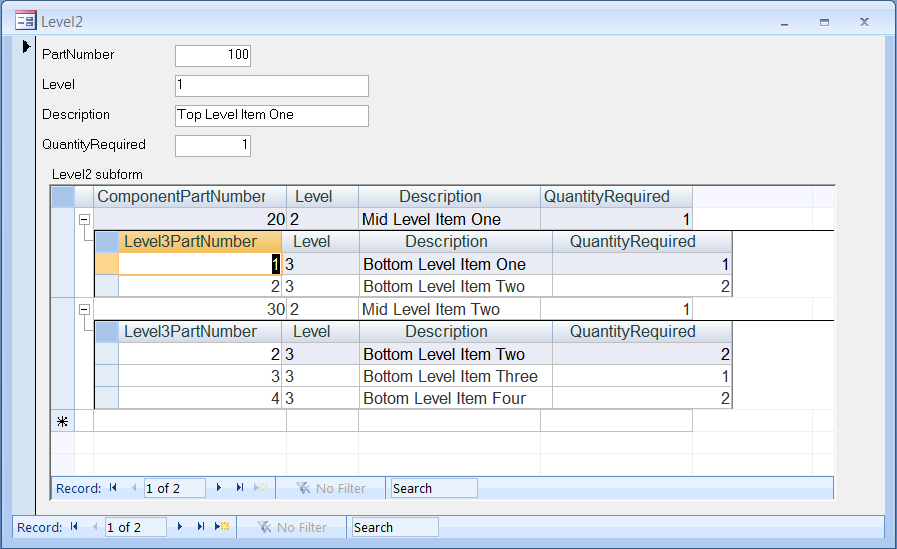 Level2
PartNumber 100
Level 1
Description Top Level Item One
QuantityRequired 1
Level2 subform
ComponentPartNumber Level Description QuantityRequired
20 2 Mid Level Item One 1
Level3PartNumber Level Description QuantityRequired
1 3 Bottom Level Item One 1
2 3 Bottom Level Item Two 2
30 2 Mid Level Item Two 1
Level3PartNumber Level Description QuantityRequired
2 3 Bottom Level Item Two 2
3 3 Bottom Level Item Three 1
4 3 Botom Level Item Four 2
Record: 1 of 2 No Filter Search
Record: 1 of 2 No Filter Search